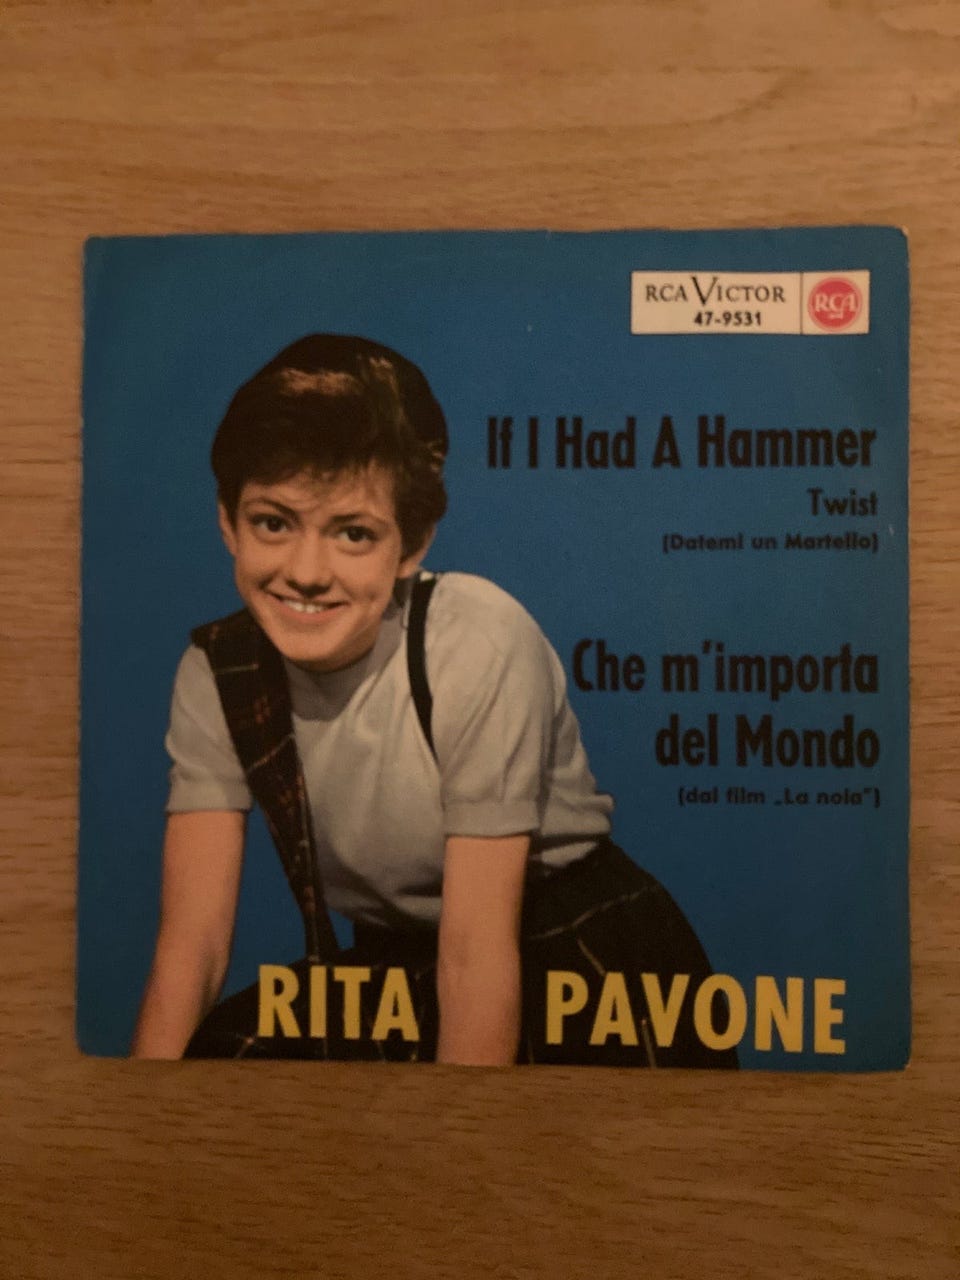 RCA VICTOR
47-9531
RCA
If I Had A Hammer
Twist
(Datemi un Martello)
Che m'importa
del Mondo
(dal film „La noia")
RITA PAVONE